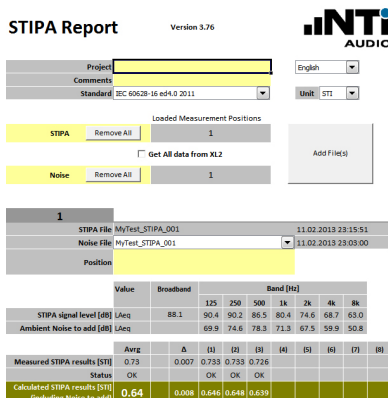 STIPA Report Version 3.76 NTi AUDIO
Project English
Comments
Standard IEC 60628-16 ed4.0 2011 Unit STI
Loaded Measurement Positions
STIPA Remove All 1 Add File(s)
Get All data from XL2
Noise Remove All 1
1
STIPA File MyTest_STIPA_001 11.02.2013 23:15:51
Noise File MyTest_STIPA_001 11.02.2013 23:03:00
Position
Value Broadband Band [Hz]
125 250 500 1k 2k 4k 8k
STIPA signal level [dB] LAeq 88.1 90.4 90.2 86.5 80.4 74.6 68.7 63.0
Ambient Noise to add [dB] LAeq 69.9 74.6 78.3 71.3 67.5 59.9 50.8
Avrg Δ (1) (2) (3) (4) (5) (6) (7) (8)
Measured STIPA results [STI] 0.73 0.007 0.733 0.733 0.726
Status OK OK OK OK
Calculated STIPA results [STI] 0.64 0.008 0.646 0.648 0.639
(including Noise to add)